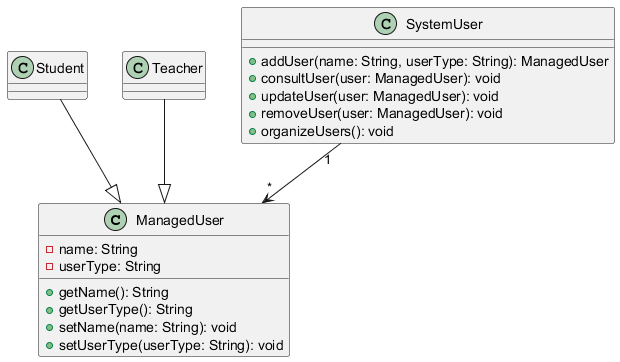 C SystemUser
+ addUser(name: String, userType: String): ManagedUser
consultUser(user: ManagedUser): void
updateUser(user: ManagedUser): void
removeUser(user: ManagedUser): void
organizeUsers(): void
C Student
C Teacher
1
*
C ManagedUser
name: String
userType: String
getName(): String
getUserType(): String
setName(name: String): void
setUserType(userType: String): void